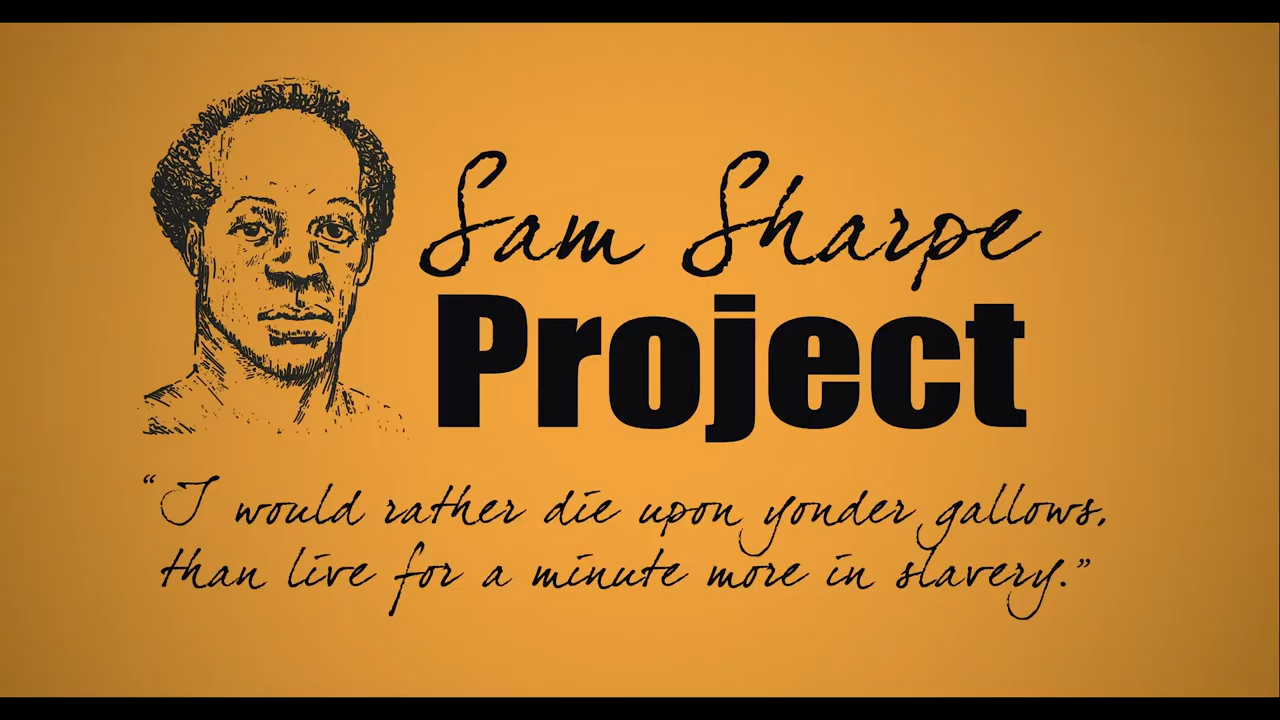 Sam Sharpe
Project
“I would rather die upon yonder gallows,
than live for a minute more in slavery.”